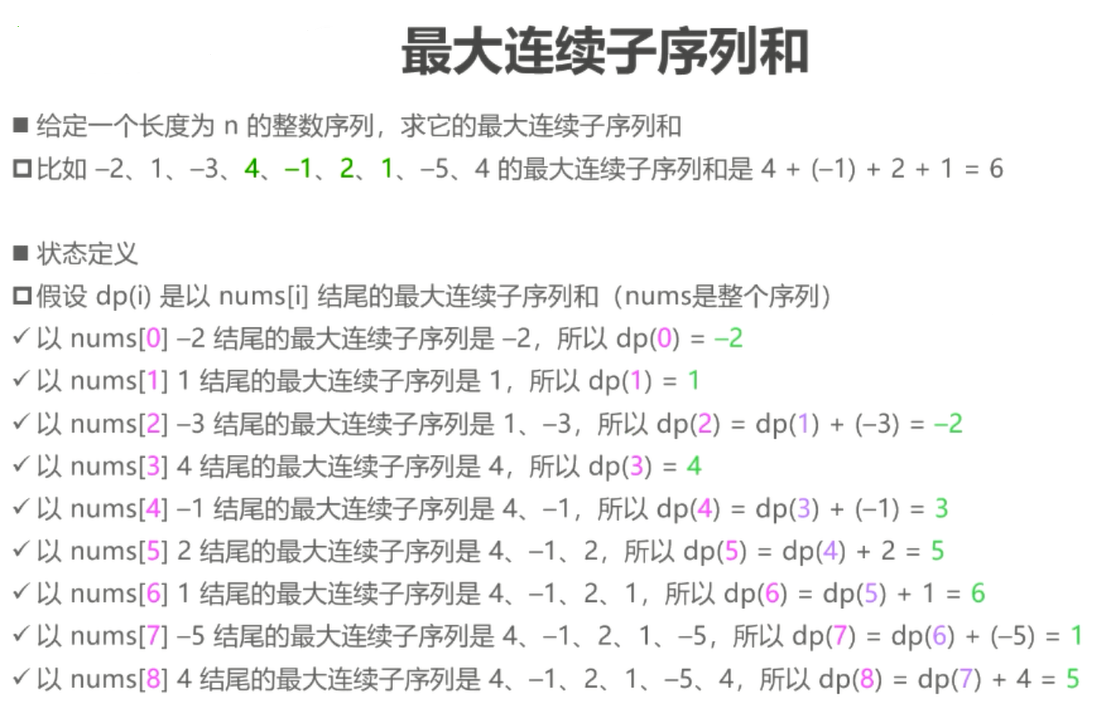 最大连续子序列和
■ 给定一个长度为 n 的整数序列，求它的最大连续子序列和
比如 –2、1、–3、4、–1、2、1、–5、4 的最大连续子序列和是 4 + (–1) + 2 + 1 = 6
■ 状态定义
假设 dp(i) 是以 nums[i] 结尾的最大连续子序列和（nums是整个序列）
✓ 以 nums[0] –2 结尾的最大连续子序列是 –2，所以 dp(0) = –2
✓ 以 nums[1] 1 结尾的最大连续子序列是 1，所以 dp(1) = 1
✓ 以 nums[2] –3 结尾的最大连续子序列是 1、–3，所以 dp(2) = dp(1) + (–3) = –2
✓ 以 nums[3] 4 结尾的最大连续子序列是 4，所以 dp(3) = 4
✓ 以 nums[4] –1 结尾的最大连续子序列是 4、–1，所以 dp(4) = dp(3) + (–1) = 3
✓ 以 nums[5] 2 结尾的最大连续子序列是 4、–1、2，所以 dp(5) = dp(4) + 2 = 5
✓ 以 nums[6] 1 结尾的最大连续子序列是 4、–1、2、1，所以 dp(6) = dp(5) + 1 = 6
✓ 以 nums[7] –5 结尾的最大连续子序列是 4、–1、2、1、–5，所以 dp(7) = dp(6) + (–5) = 1
✓ 以 nums[8] 4 结尾的最大连续子序列是 4、–1、2、1、–5、4，所以 dp(8) = dp(7) + 4 = 5